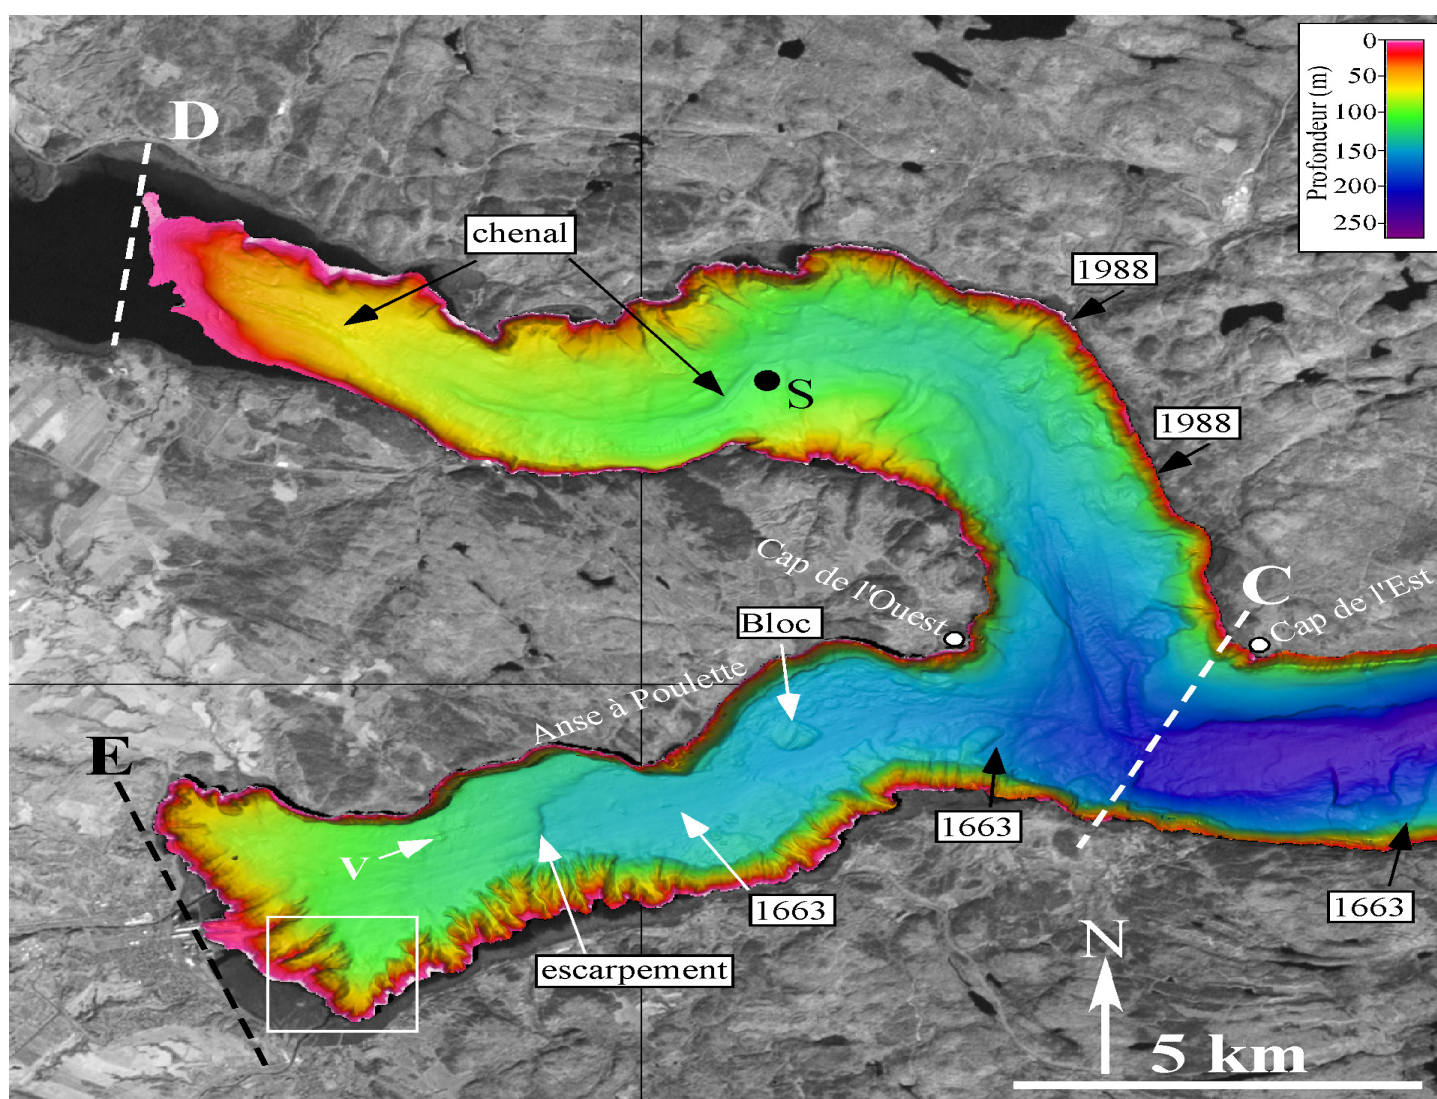 0
50
100
150
200
250
Profondeur (m)
D
chenal
1988
S
1988
Cap de l'Ouest
C
Cap de l'Est
Bloc
Anse à Poulette
E
V
1663
1663
1663
escarpement
N
5 km